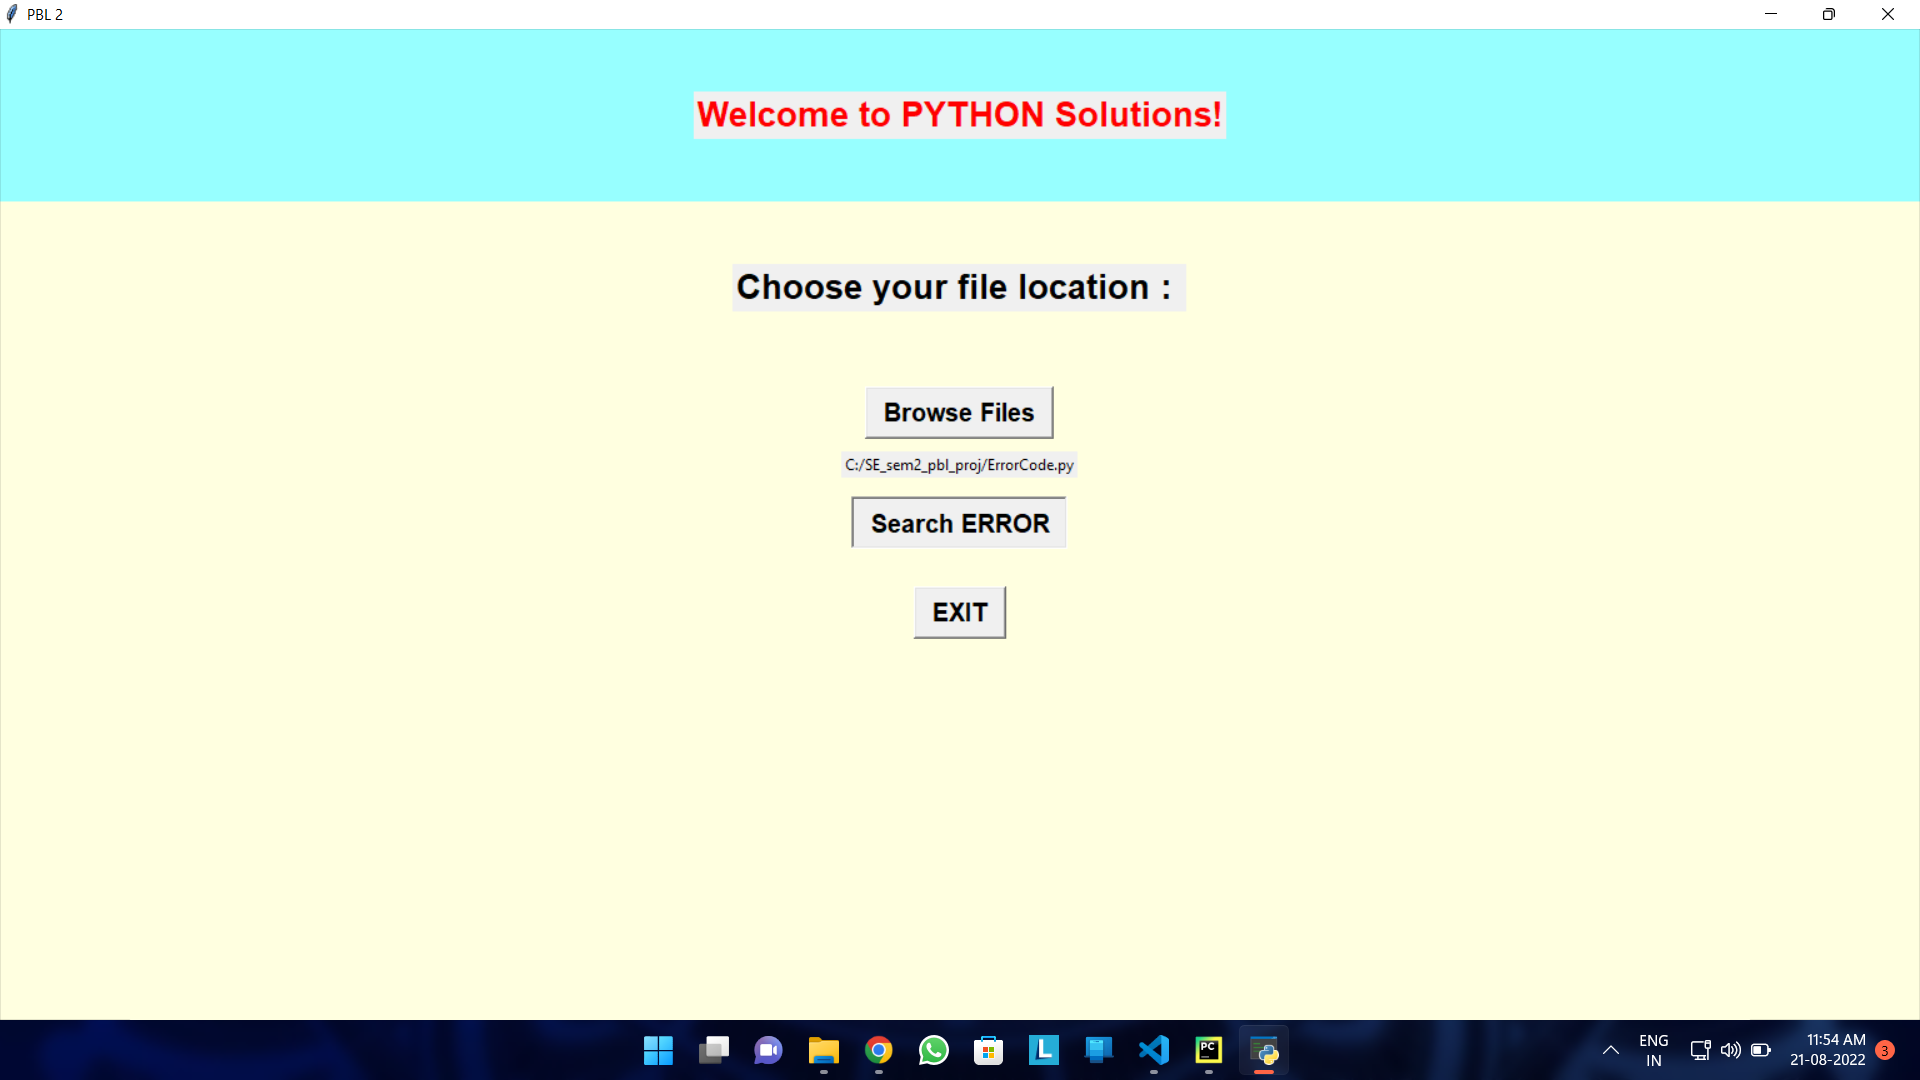 PBL 2
Welcome to PYTHON Solutions!
Choose your file location :
Browse Files
C:/SE_sem2_pbl_proj/ErrorCode.py
Search ERROR
EXIT
L
PC
ENG
IN
11:54 AM
21-08-2022
3